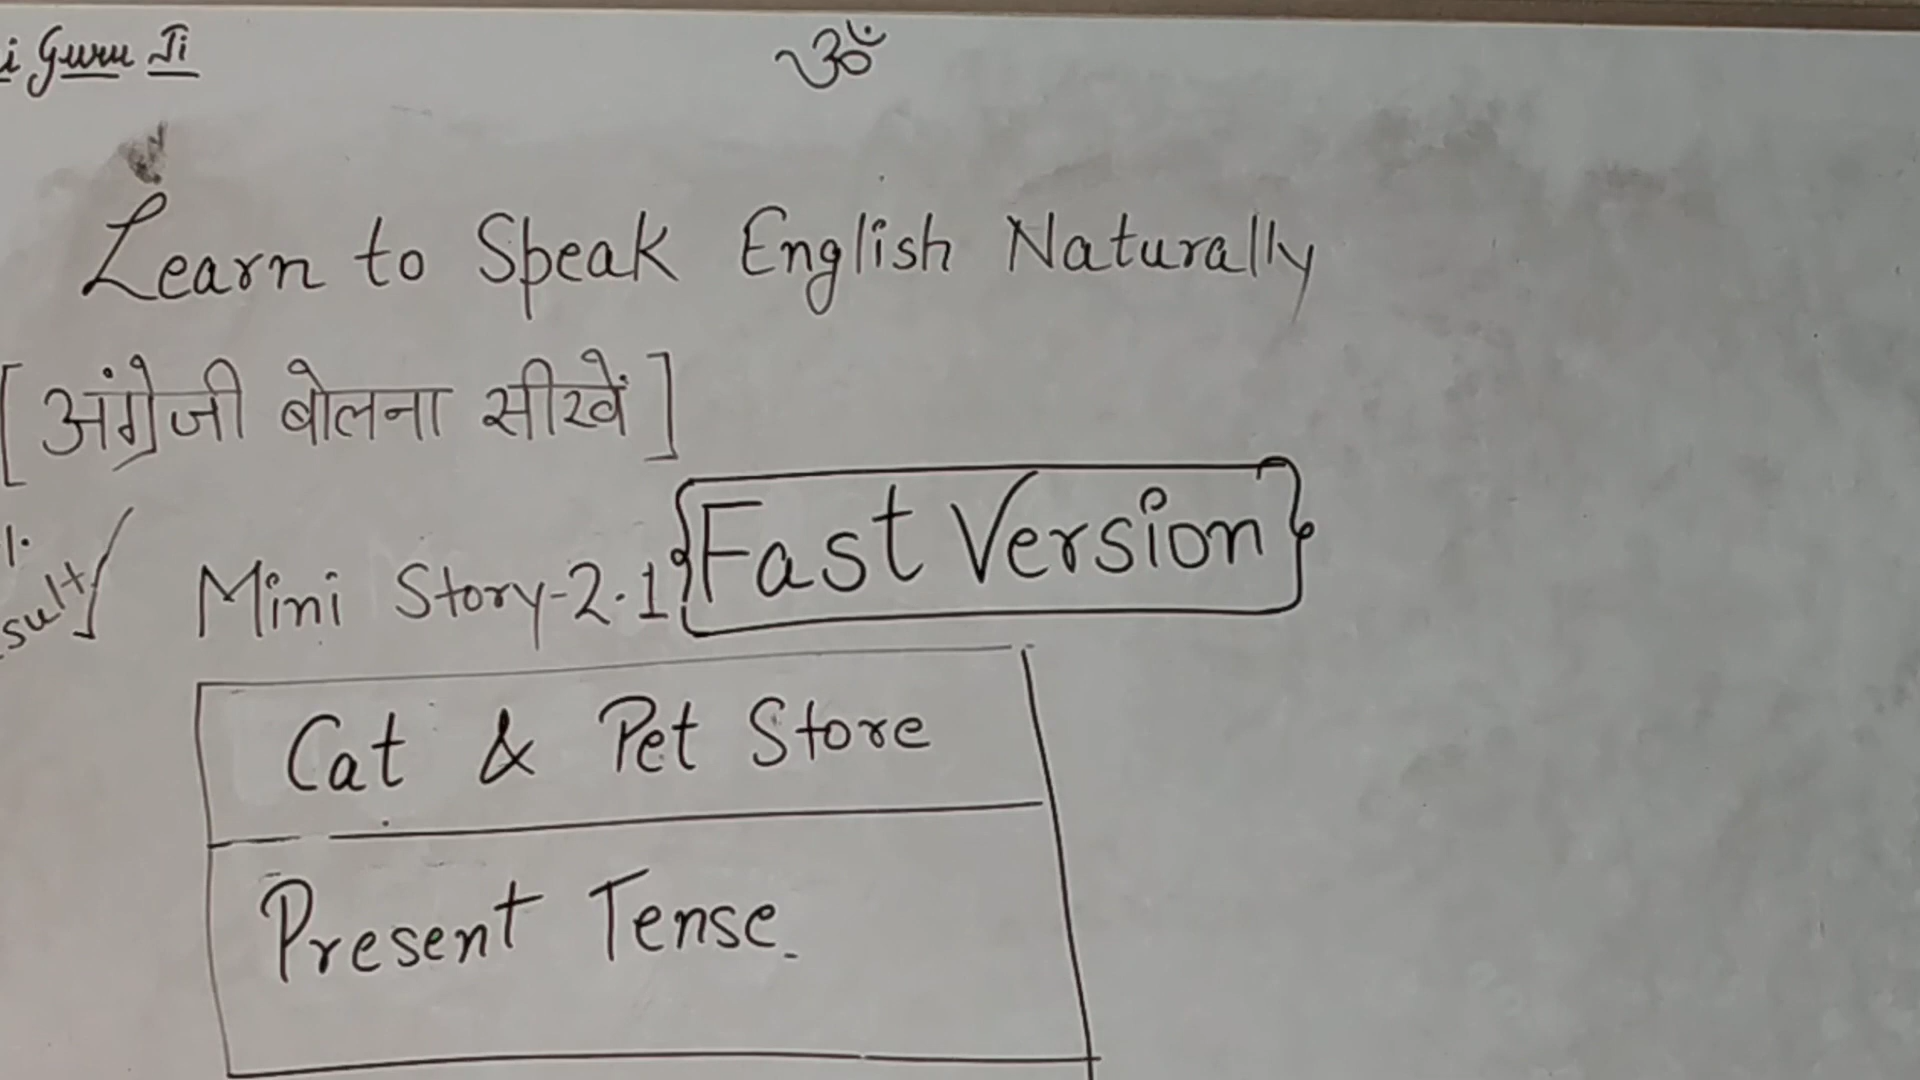 Guru Ji
ॐ
Learn to Speak English Naturally
[अंग्रेजी बोलना सीखें]
Mini Story-2.1 {Fast Version}
Cat & Pet Store
Present Tense.